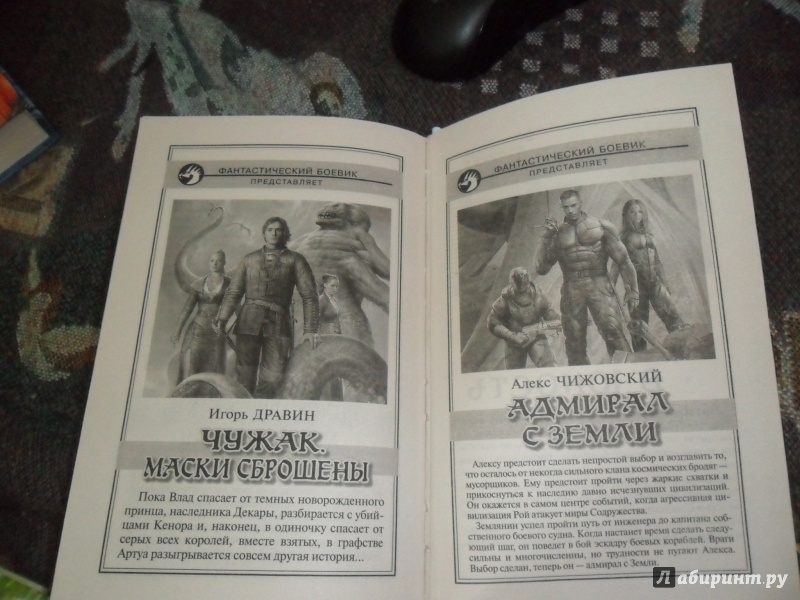 ФАНТАСТИЧЕСКИЙ БОЕВИК
ПРЕДСТАВЛЯЕТ
Игорь ДРАВИН
ЧУЖАК.
МАСКИ СБРОШЕНЫ
Пока Влад спасает от темных новорожденного
принца, наследника Декары, разбирается с убий-
цами Кенора и, наконец, в одиночку спасает от
серых всех королей, вместе взятых, в графстве
Артуа разыгрывается совсем другая история...
ФАНТАСТИЧЕСКИЙ БОЕВИК
ПРЕДСТАВЛЯЕТ
Алекс ЧИЖОВСКИЙ
АДМИРАЛ
С ЗЕМЛИ
Алексу предстоит сделать непростой выбор и возглавить то,
что осталось от некогда сильного клана космических бродяг —
мусорщиков. Ему предстоит пройти через жаркие схватки и
прикоснуться к наследию давно исчезнувших цивилизаций.
Он окажется в самом центре событий, когда агрессивная ци-
вилизация Рой атакует миры Содружества.
Землянин успел пройти путь от инженера до капитана соб-
ственного боевого судна. Когда настанет время сделать следу-
ющий шаг, он поведет в бой эскадру боевых кораблей. Враги
сильны и многочисленны, но трудности не пугают Алекса.
Выбор сделан, теперь он — адмирал с Земли.
Лабиринт.ру